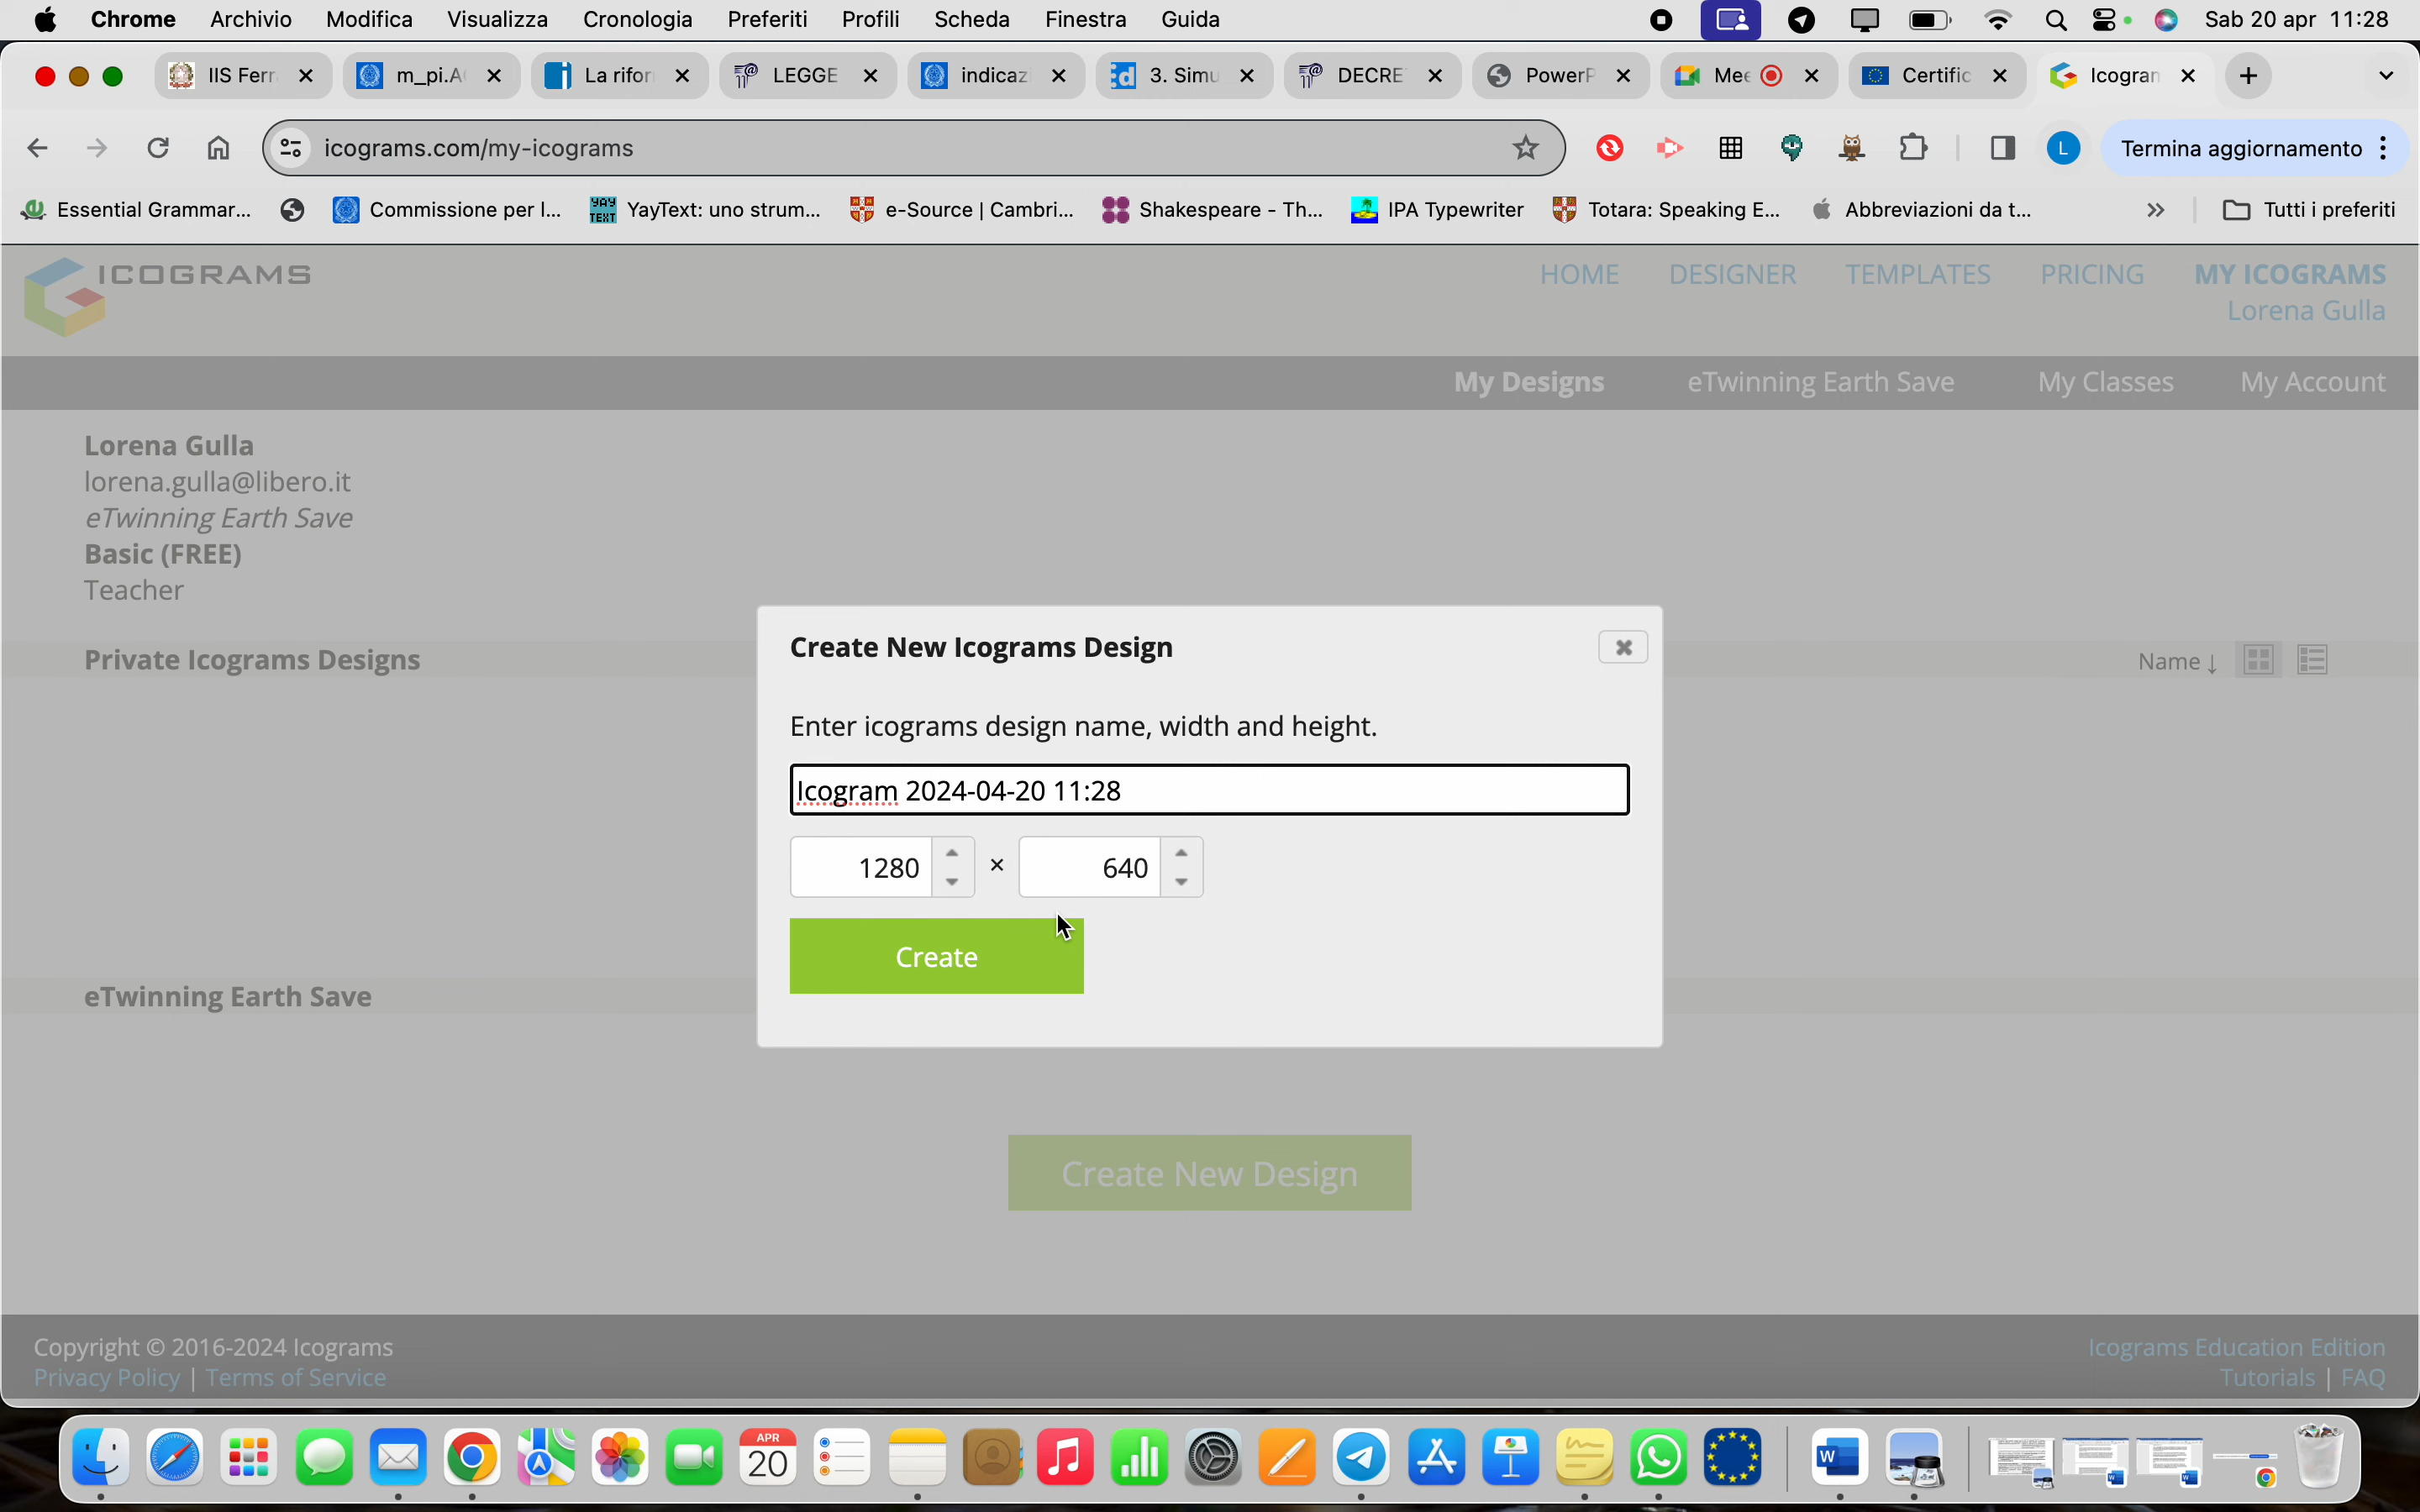 Chrome Archivio Modifica Visualizza Cronologia Preferiti Profili Scheda Finestra Guida Sab 20 apr 11:28
IIS Ferr m_pi.A La rifor LEGGE indicaz 3. Simu DECRE PowerP Mee Certific Icogram
icograms.com/my-icograms L Termina aggiornamento
Essential Grammar... Commissione per l... YAY TEXT YayText: uno strum... e-Source | Cambri... Shakespeare - Th... IPA Typewriter Totara: Speaking E... Abbreviazioni da t... Tutti i preferiti
ICOGRAMS HOME DESIGNER TEMPLATES PRICING MY ICOGRAMS
Lorena Gulla
My Designs eTwinning Earth Save My Classes My Account
Lorena Gulla
lorena.gulla@libero.it
eTwinning Earth Save
Basic (FREE)
Teacher
Private Icograms Designs Name ↓
Create New Icograms Design
Enter icograms design name, width and height.
Icogram 2024-04-20 11:28
1280 × 640
Create
eTwinning Earth Save
Create New Design
Copyright © 2016-2024 Icograms Icograms Education Edition
Privacy Policy | Terms of Service Tutorials | FAQ
APR
20